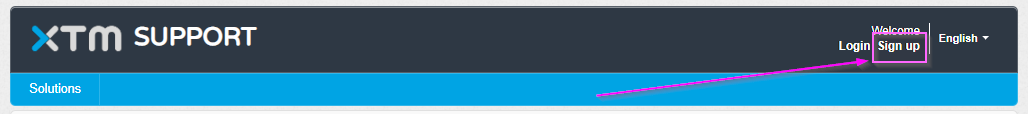 XTM SUPPORT
Welcome
Login Sign up
English
Solutions